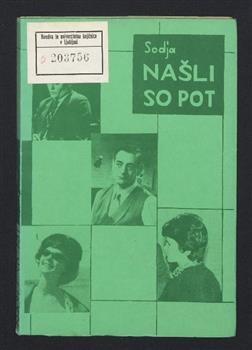 Narodna in univerzitetna knjižnica
v Ljubljani
203756
Sodja
NAŠLI
SO POT